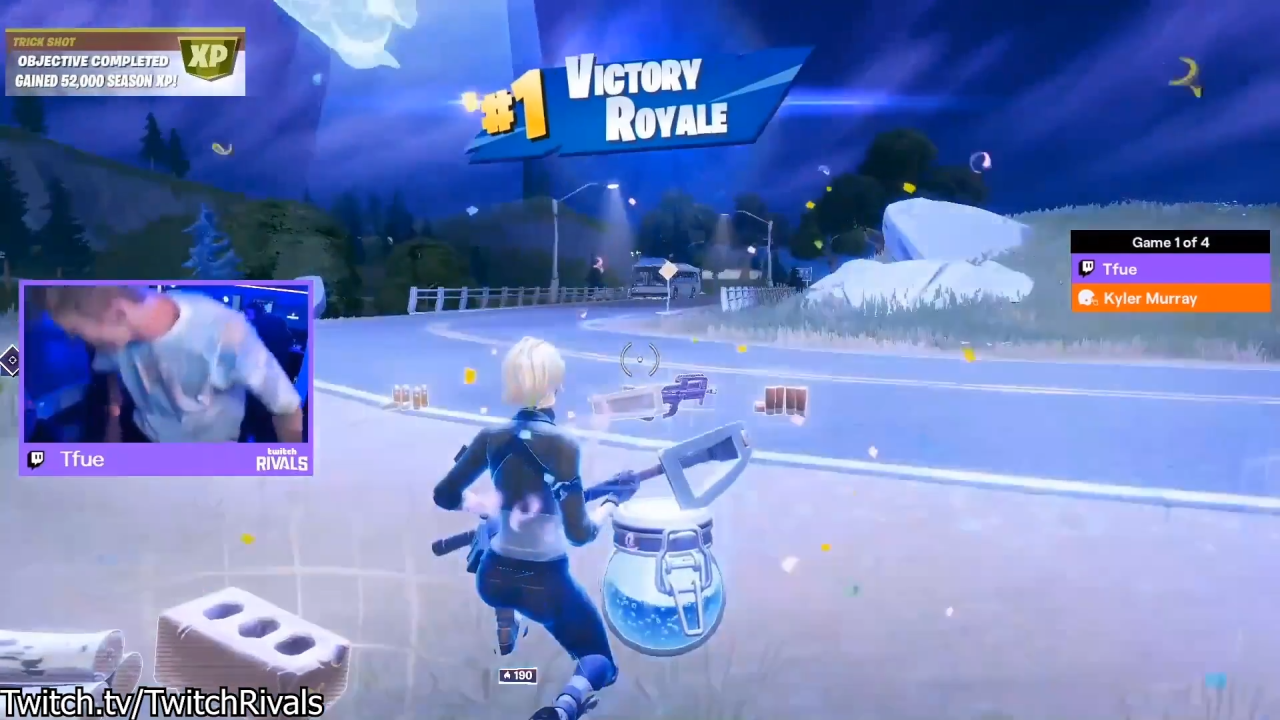 TRICK SHOT
OBJECTIVE COMPLETED
GAINED 52,000 SEASON XP!
XP
#1 VICTORY
ROYALE
Game 1 of 4
Tfue
Kyler Murray
Tfue
twitch
RIVALS
190
Twitch.tv/TwitchRivals